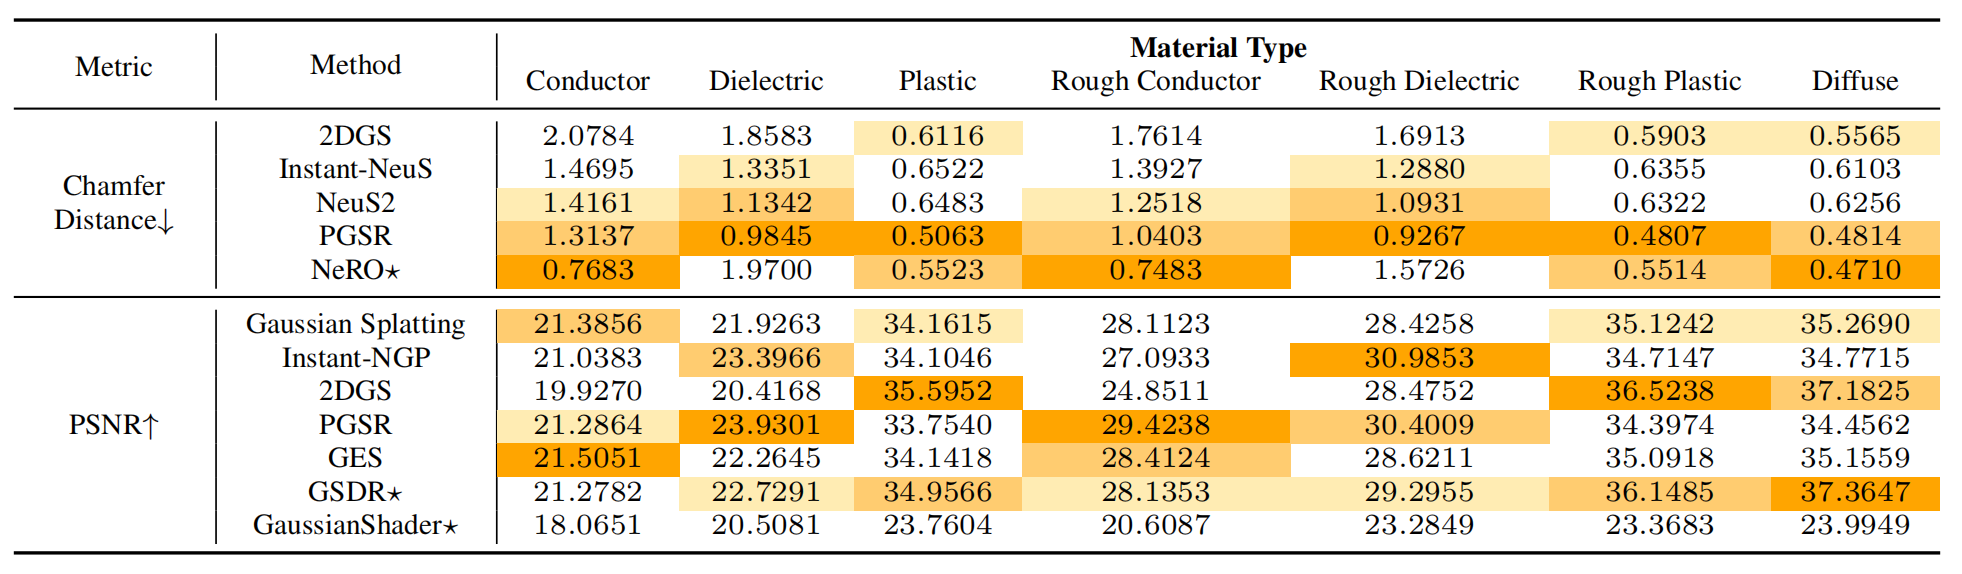 Metric Method Material Type
Conductor Dielectric Plastic Rough Conductor Rough Dielectric Rough Plastic Diffuse
Chamfer Distance↓
2DGS 2.0784 1.8583 0.6116 1.7614 1.6913 0.5903 0.5565
Instant-NeuS 1.4695 1.3351 0.6522 1.3927 1.2880 0.6355 0.6103
NeuS2 1.4161 1.1342 0.6483 1.2518 1.0931 0.6322 0.6256
PGSR 1.3137 0.9845 0.5063 1.0403 0.9267 0.4807 0.4814
NeRO⋆ 0.7683 1.9700 0.5523 0.7483 1.5726 0.5514 0.4710
PSNR↑
Gaussian Splatting 21.3856 21.9263 34.1615 28.1123 28.4258 35.1242 35.2690
Instant-NGP 21.0383 23.3966 34.1046 27.0933 30.9853 34.7147 34.7715
2DGS 19.9270 20.4168 35.5952 24.8511 28.4752 36.5238 37.1825
PGSR 21.2864 23.9301 33.7540 29.4238 30.4009 34.3974 34.4562
GES 21.5051 22.2645 34.1418 28.4124 28.6211 35.0918 35.1559
GSDR⋆ 21.2782 22.7291 34.9566 28.1353 29.2955 36.1485 37.3647
GaussianShader⋆ 18.0651 20.5081 23.7604 20.6087 23.2849 23.3683 23.9949